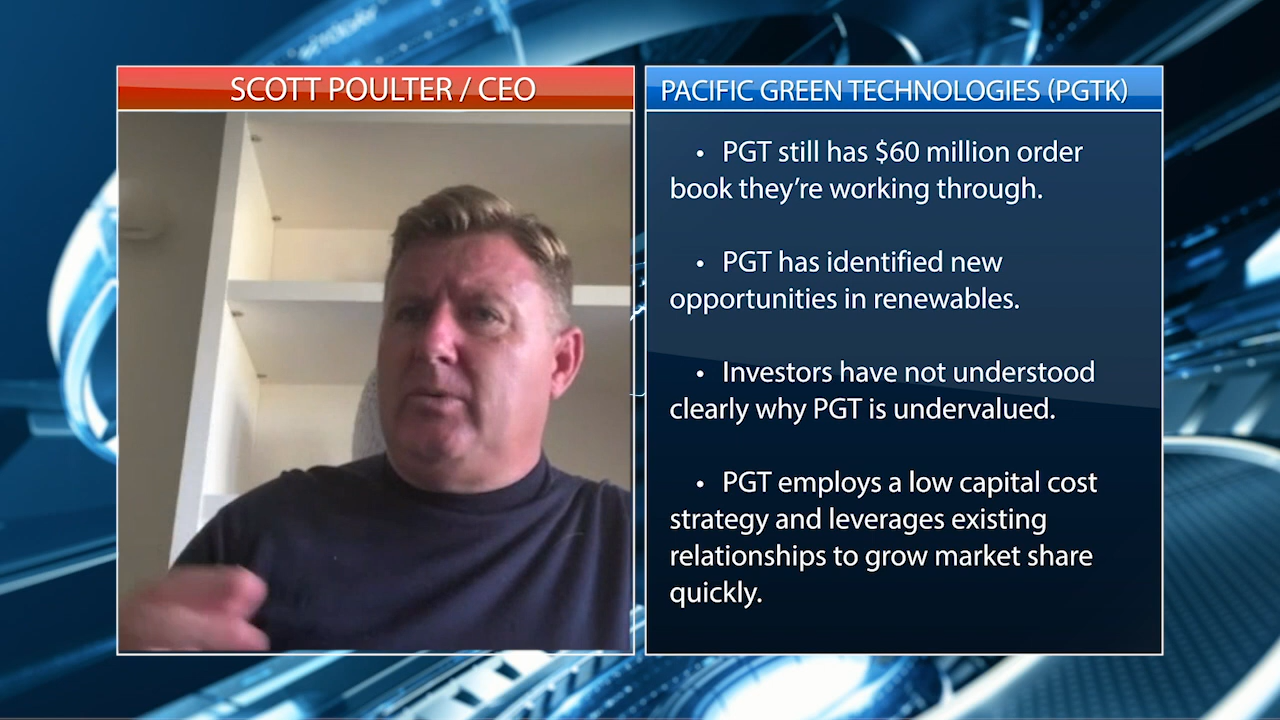 SCOTT POULTER / CEO
PACIFIC GREEN TECHNOLOGIES (PGTK)
• PGT still has $60 million order
book they’re working through.
• PGT has identified new
opportunities in renewables.
• Investors have not understood
clearly why PGT is undervalued.
• PGT employs a low capital cost
strategy and leverages existing
relationships to grow market share
quickly.